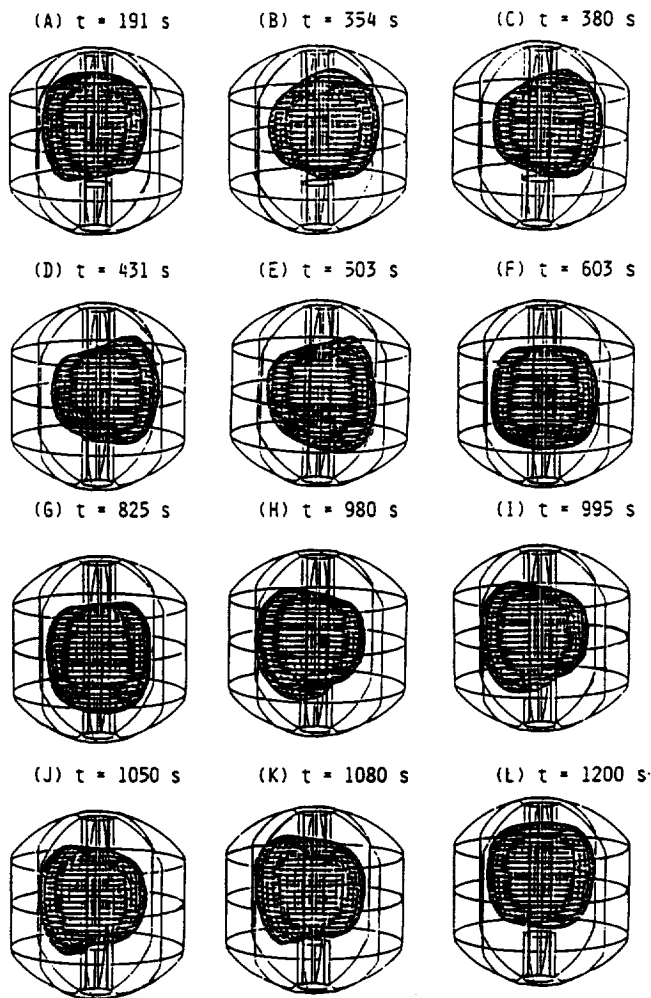 (A) t = 191 s
(B) t = 354 s
(C) t = 380 s
(D) t = 431 s
(E) t = 503 s
(F) t = 603 s
(G) t = 825 s
(H) t = 980 s
(I) t = 995 s
(J) t = 1050 s
(K) t = 1080 s
(L) t = 1200 s